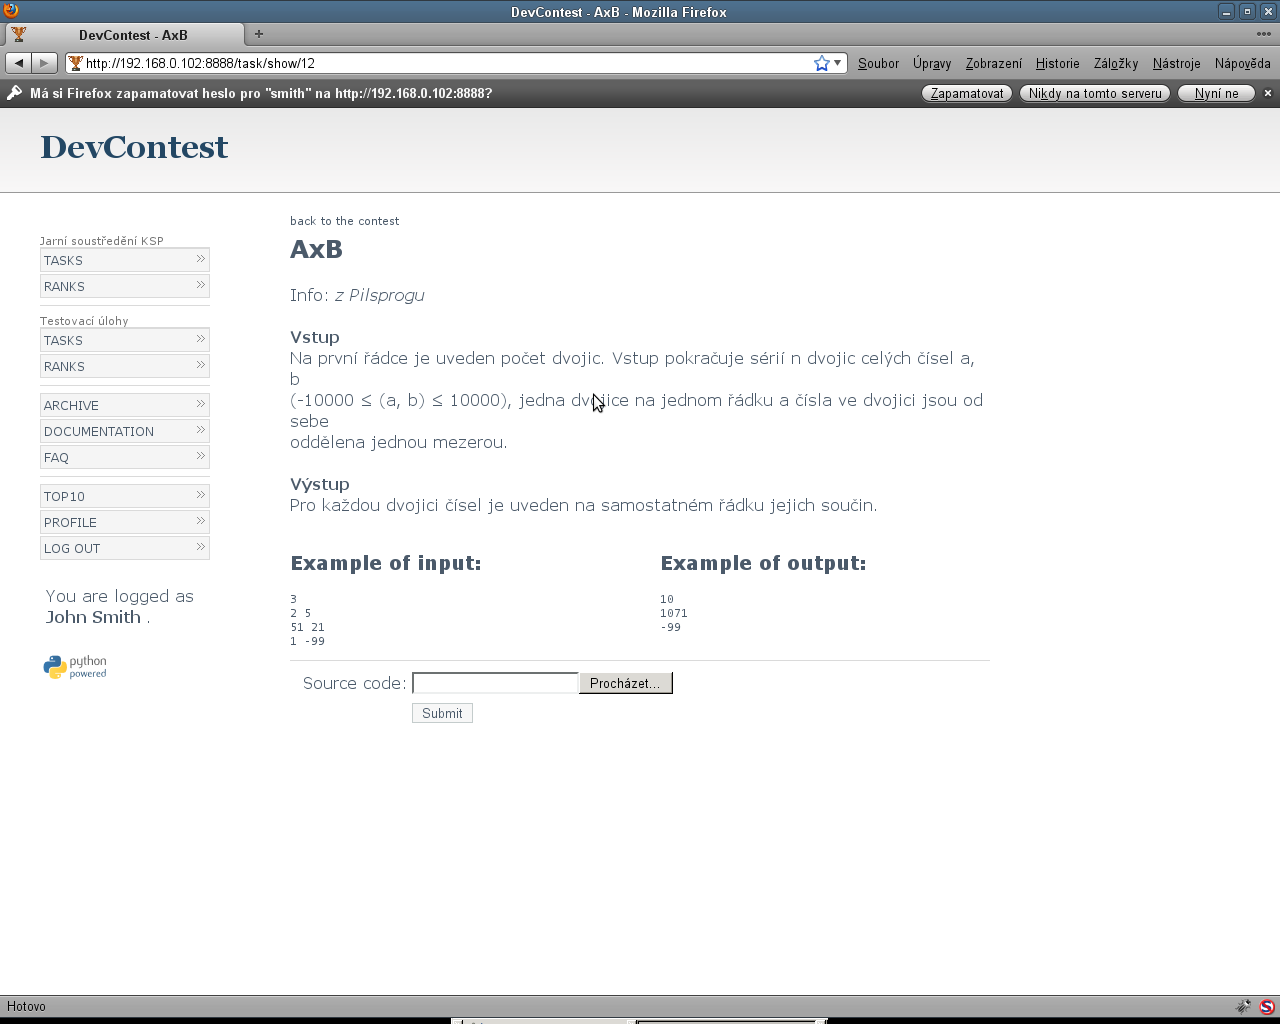 DevContest - AxB - Mozilla Firefox
DevContest - AxB
http://192.168.0.102:8888/task/show/12
Soubor Úpravy Zobrazení Historie Záložky Nástroje Nápověda
Má si Firefox zapamatovat heslo pro "smith" na http://192.168.0.102:8888?
Zapamatovat Nikdy na tomto serveru Nyní ne
DevContest
Jarní soustředění KSP
TASKS
RANKS
Testovací úlohy
TASKS
RANKS
ARCHIVE
DOCUMENTATION
FAQ
TOP10
PROFILE
LOG OUT
You are logged as
John Smith .
python
powered
back to the contest
AxB
Info: z Pilsprogu
Vstup
Na první řádce je uveden počet dvojic. Vstup pokračuje sérií n dvojic celých čísel a,
b
(-10000 ≤ (a, b) ≤ 10000), jedna dvojice na jednom řádku a čísla ve dvojici jsou od
sebe
oddělena jednou mezerou.
Výstup
Pro každou dvojici čísel je uveden na samostatném řádku jejich součin.
Example of input:
3
2 5
51 21
1 -99
Example of output:
10
1071
-99
Source code: Procházet...
Submit
Hotovo